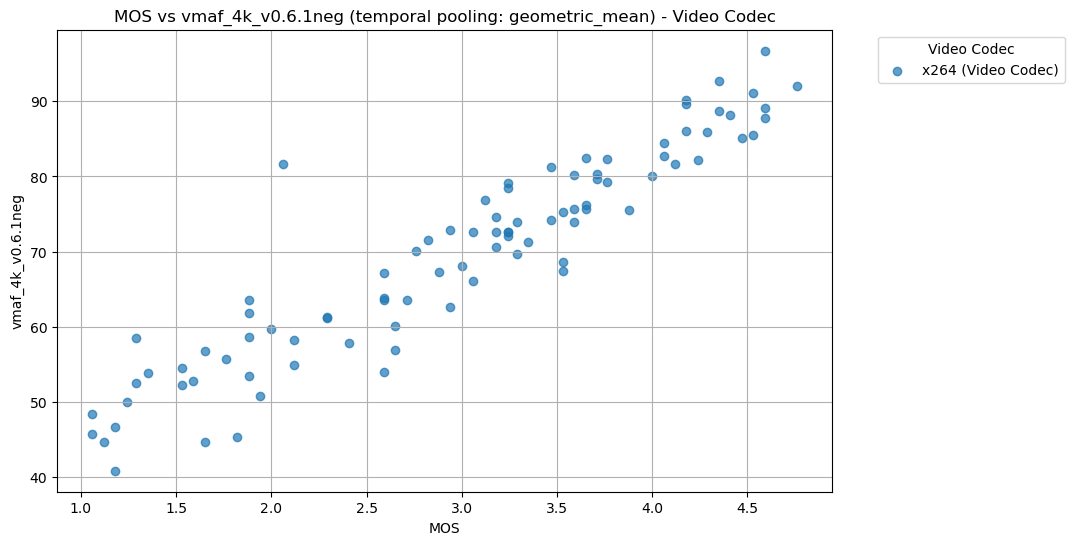 MOS vs vmaf_4k_v0.6.1neg (temporal pooling: geometric_mean) - Video Codec
Video Codec
x264 (Video Codec)
vmaf_4k_v0.6.1neg
90
80
70
60
50
40
1.0 1.5 2.0 2.5 3.0 3.5 4.0 4.5
MOS